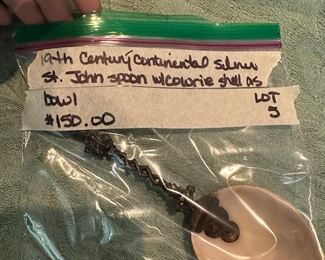 19th Century Continental silver
St. John spoon w/cowrie shell as
bowl
LOT
$150.00
5